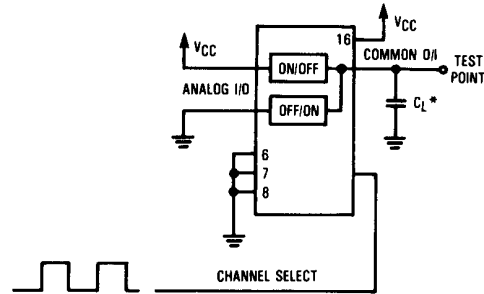 VCC
16
VCC
ON/OFF
COMMON O/I
TEST
POINT
ANALOG I/O
OFF/ON
CL*
6
7
8
CHANNEL SELECT